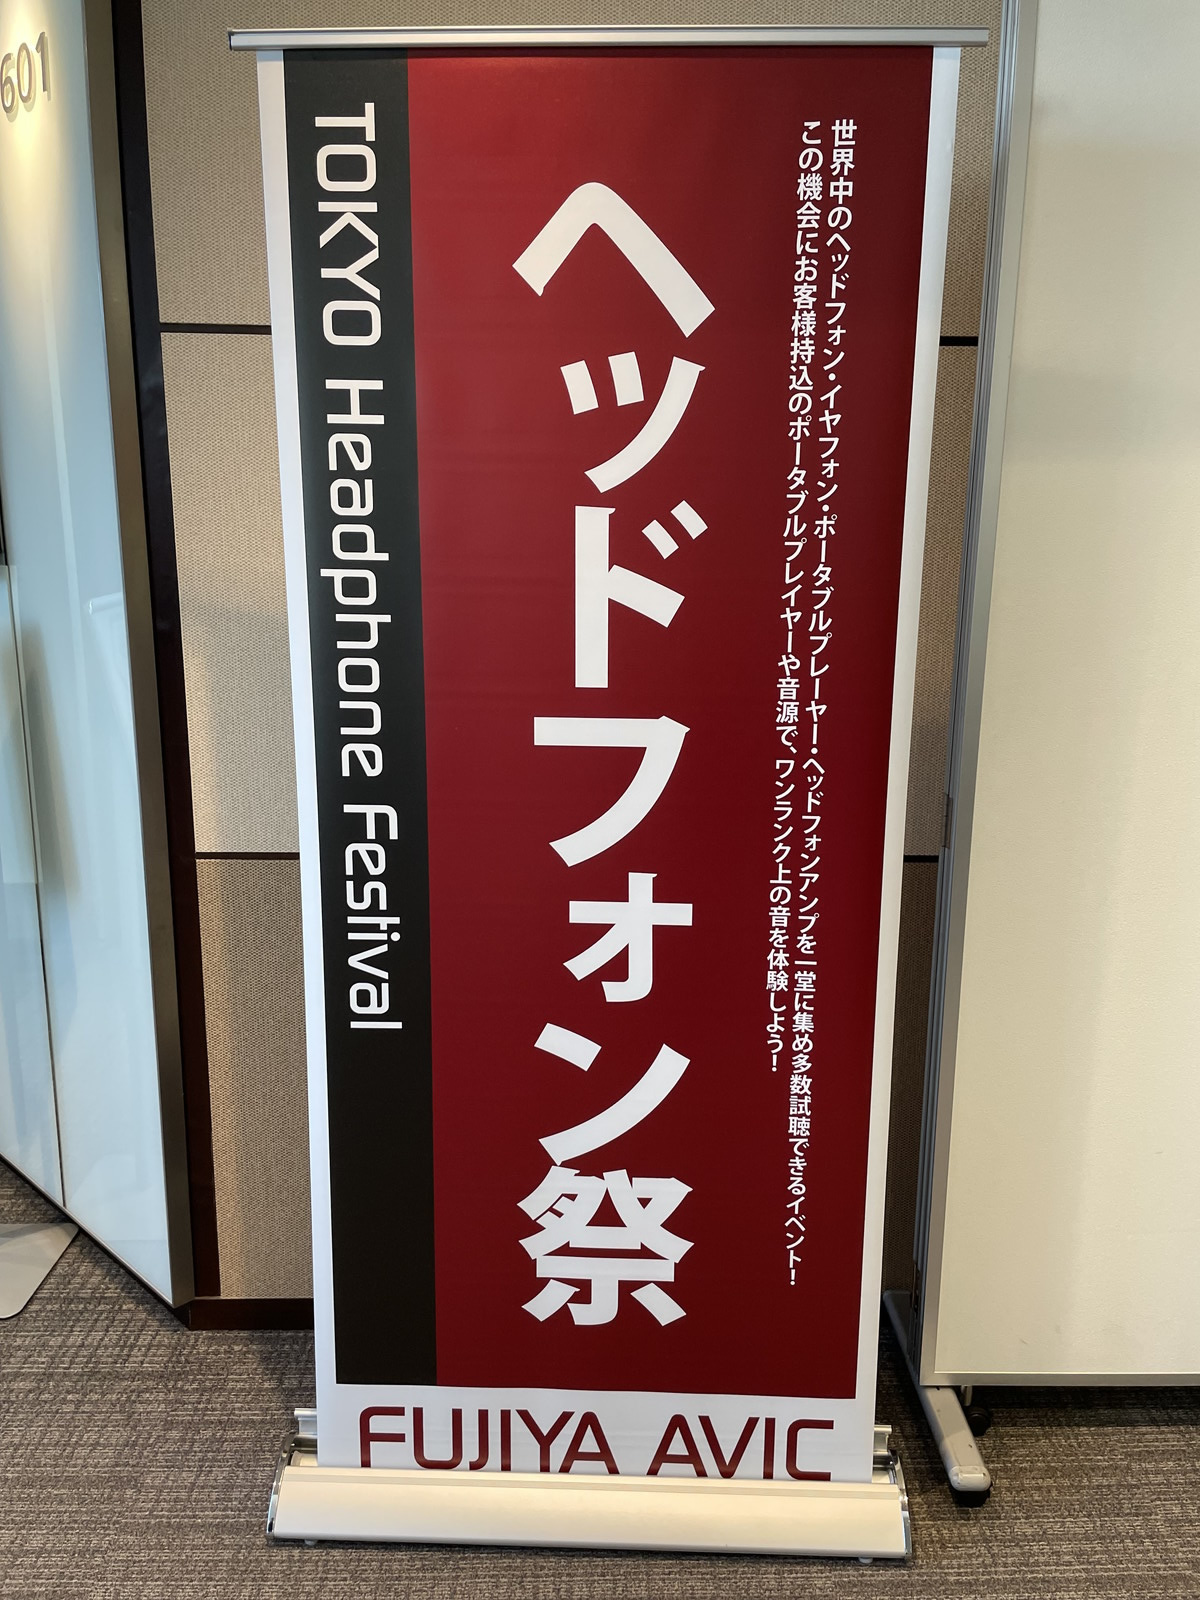 601
世界中のヘッドフォン・イヤフォン・ポータブルプレーヤー・ヘッドフォンアンプを一堂に集め多数試聴できるイベント!
この機会にお客様持込のポータブルプレイヤーや音源で、ワンランク上の音を体験しよう!
ヘッドフォン祭
TOKYO Headphone Festival
FUJIYA AVIC